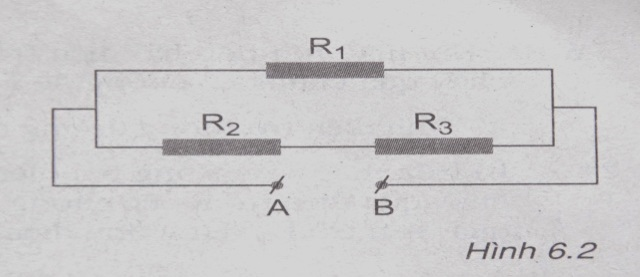 R₁
R₂ R₃
A B
Hình 6.2